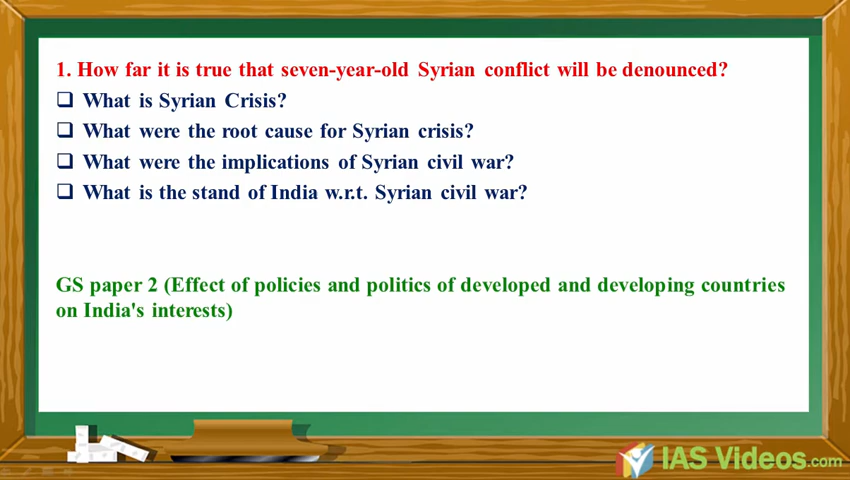 1. How far it is true that seven-year-old Syrian conflict will be denounced?
❑ What is Syrian Crisis?
❑ What were the root cause for Syrian crisis?
❑ What were the implications of Syrian civil war?
❑ What is the stand of India w.r.t. Syrian civil war?
GS paper 2 (Effect of policies and politics of developed and developing countries
on India's interests)
IAS Videos.com